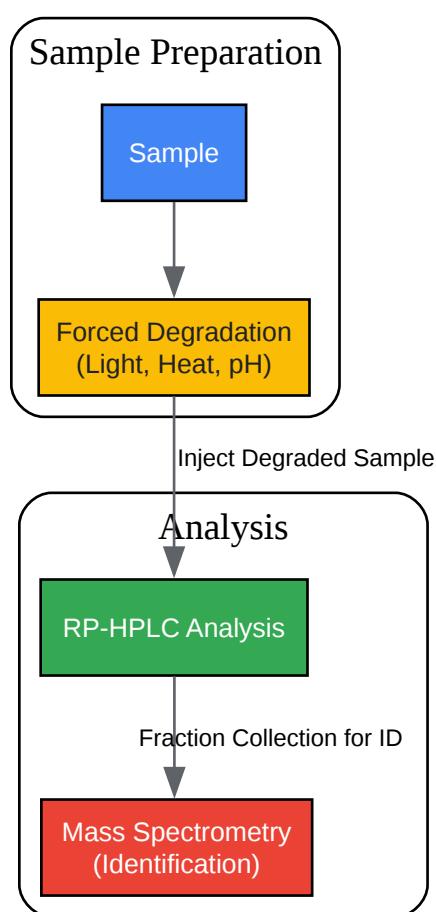 Sample Preparation
Sample
Forced Degradation
(Light, Heat, pH)
Inject Degraded Sample
Analysis
RP-HPLC Analysis
Fraction Collection for ID
Mass Spectrometry
(Identification)